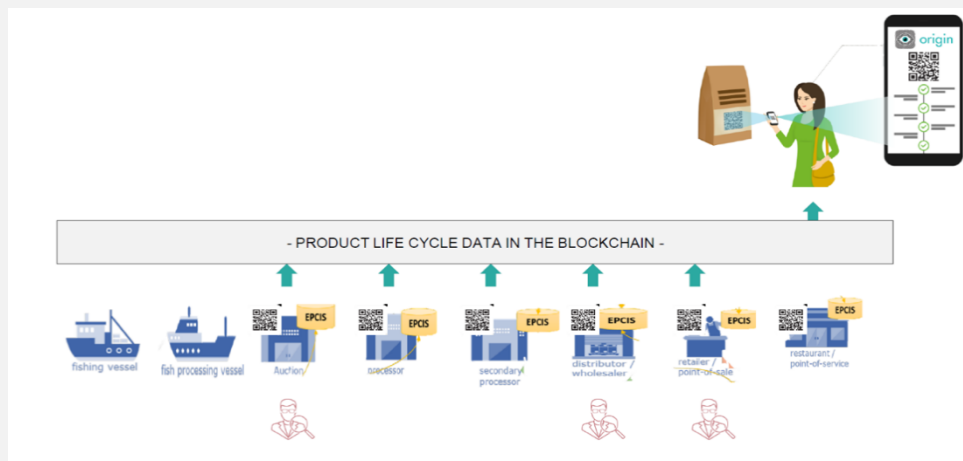 origin
- PRODUCT LIFE CYCLE DATA IN THE BLOCKCHAIN -
EPCIS
EPCIS
EPCIS
EPCIS
EPCIS
EPCIS
fishing vessel
fish processing vessel
Auction
processor
secondary
processor
distributor /
wholesaler
retailer /
point-of-sale
restaurant /
point-of-service